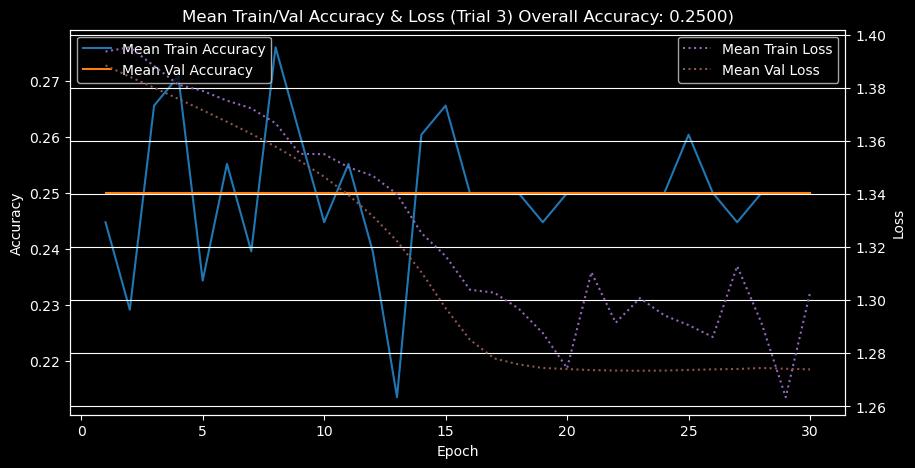 Mean Train/Val Accuracy & Loss (Trial 3) Overall Accuracy: 0.2500)
Mean Train Accuracy
Mean Val Accuracy
Mean Train Loss
Mean Val Loss
Accuracy
0.27
0.26
0.25
0.24
0.23
0.22
1.40
1.38
1.36
1.34
1.32
1.30
1.28
1.26
Loss
0
5
10
15
20
25
30
Epoch